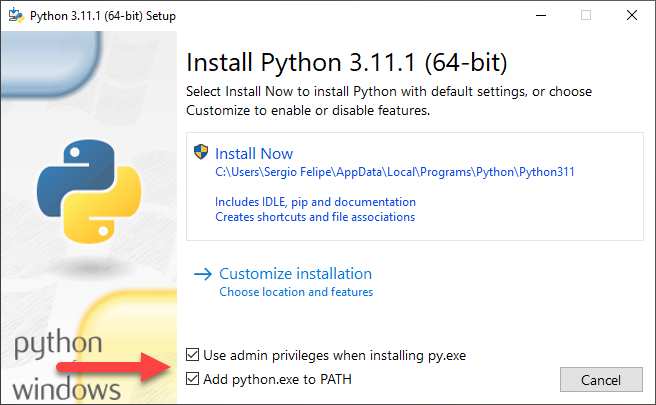 Python 3.11.1 (64-bit) Setup
Install Python 3.11.1 (64-bit)
Select Install Now to install Python with default settings, or choose
Customize to enable or disable features.
Install Now
C:\Users\Sergio Felipe\AppData\Local\Programs\Python\Python311
Includes IDLE, pip and documentation
Creates shortcuts and file associations
Customize installation
Choose location and features
python
windows
Use admin privileges when installing py.exe
Add python.exe to PATH
Cancel